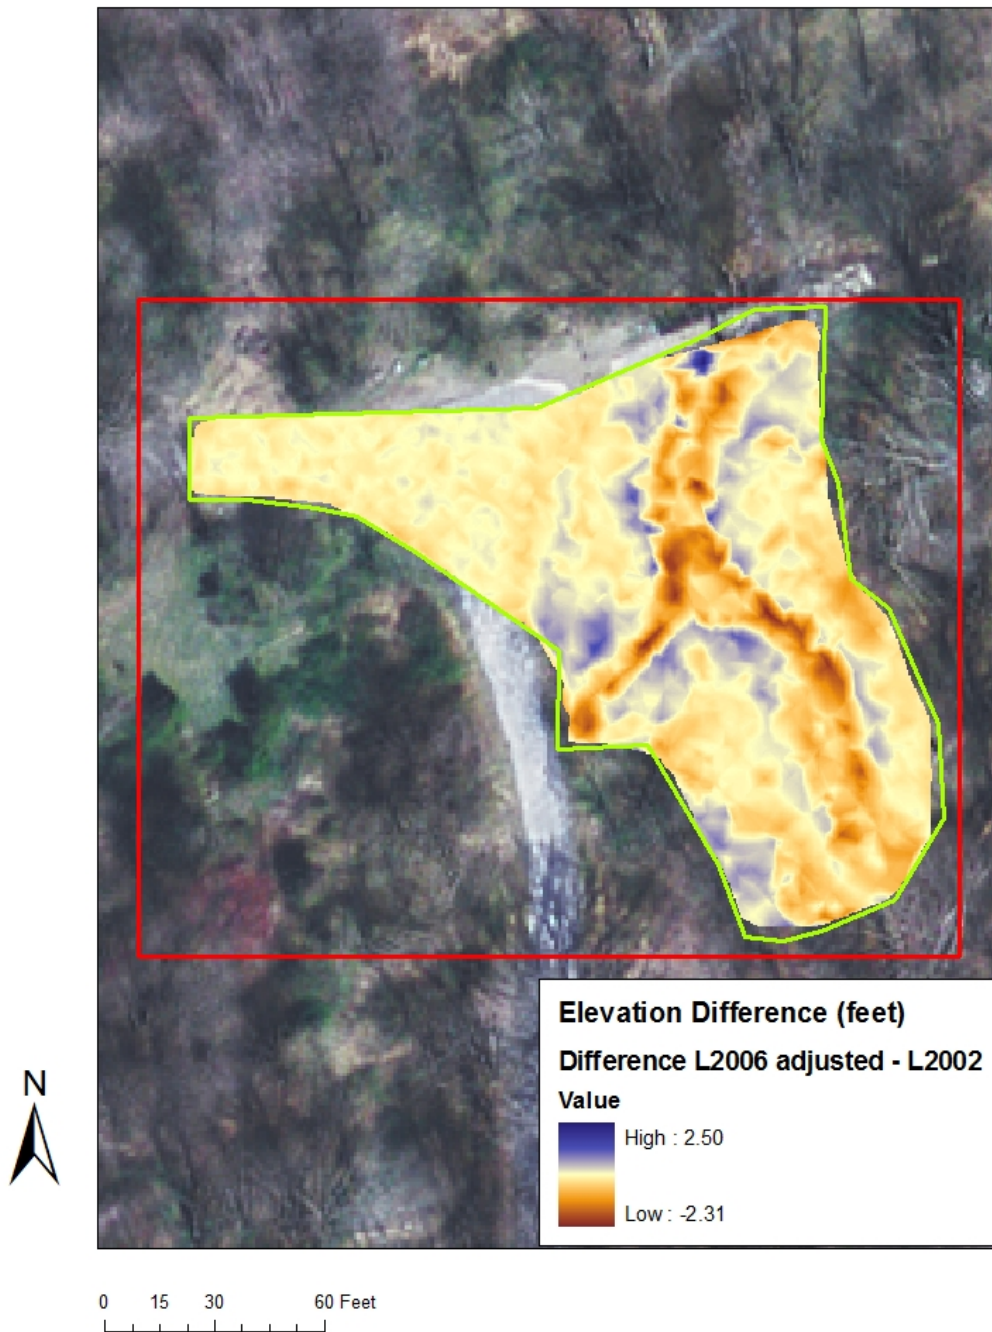 Elevation Difference (feet)
Difference L2006 adjusted - L2002
Value
High : 2.50
Low : -2.31
N
0 15 30 60 Feet